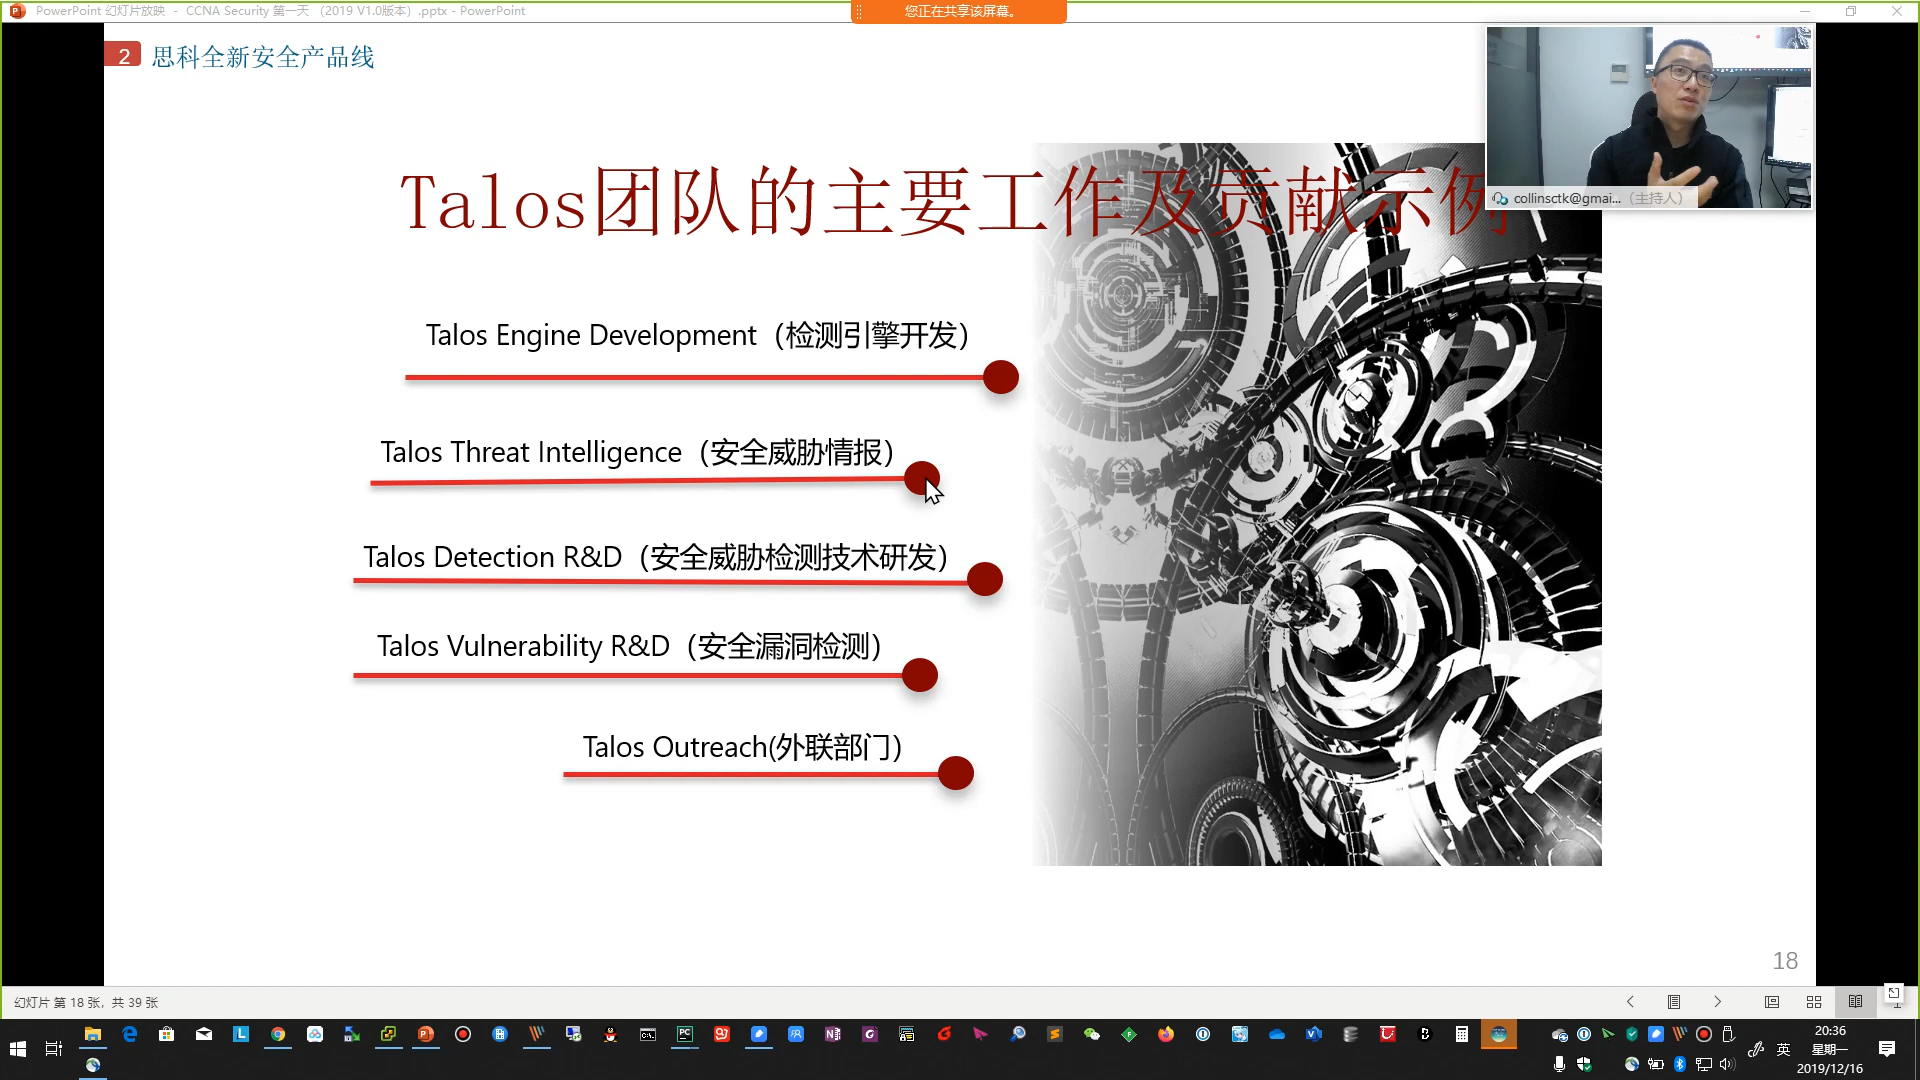 PowerPoint 幻灯片放映 - CCNA Security 第一天 （2019 V1.0版本）.pptx - PowerPoint
您正在共享该屏幕。
2 思科全新安全产品线
collinsctk@gmai... （主持人）
Talos团队的主要工作及贡献示例
Talos Engine Development（检测引擎开发）
Talos Threat Intelligence（安全威胁情报）
Talos Detection R&D（安全威胁检测技术研发）
Talos Vulnerability R&D（安全漏洞检测）
Talos Outreach(外联部门）
18
幻灯片 第 18 张，共 39 张
20:36
英 星期一
2019/12/16